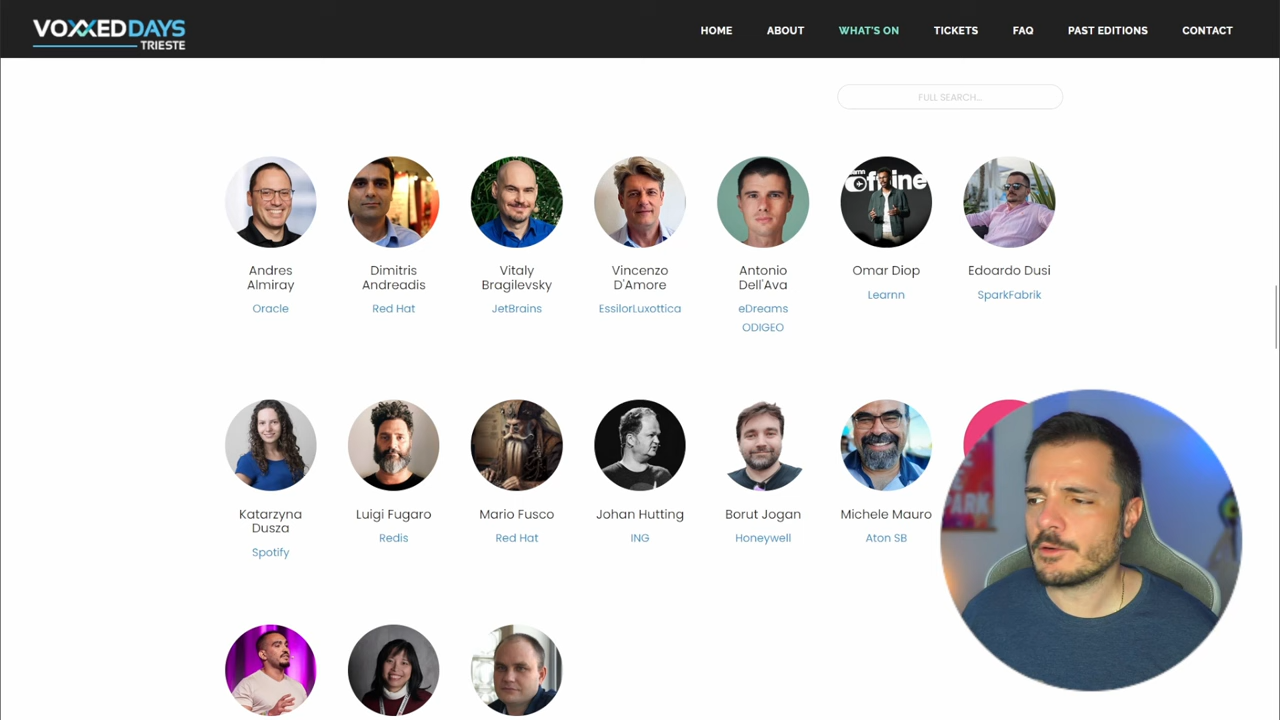 VOXXEDDAYS
TRIESTE
HOME
ABOUT
WHAT'S ON
TICKETS
FAQ
PAST EDITIONS
CONTACT
FULL SEARCH...
Offline
Andres
Almiray
Oracle
Dimitris
Andreadis
Red Hat
Vitaly
Bragilevsky
JetBrains
Vincenzo
D'Amore
EssilorLuxottica
Antonio
Dell'Ava
eDreams
ODIGEO
Omar Diop
Learnn
Edoardo Dusi
SparkFabrik
Katarzyna
Dusza
Spotify
Luigi Fugaro
Redis
Mario Fusco
Red Hat
Johan Hutting
ING
Borut Jogan
Honeywell
Michele Mauro
Aton SB